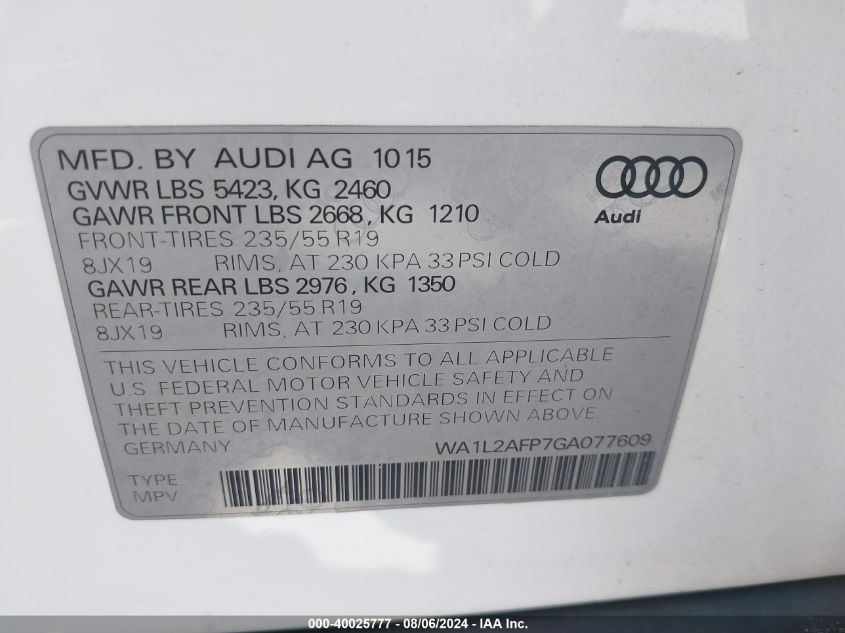 MFD. BY AUDI AG 10 15
GVWR LBS 5423, KG 2460
GAWR FRONT LBS 2668, KG 1210
FRONT-TIRES 235/55 R19
8JX19 RIMS, AT 230 KPA 33 PSI COLD
GAWR REAR LBS 2976, KG 1350
REAR-TIRES 235/55 R19
8JX19 RIMS, AT 230 KPA 33 PSI COLD
Audi
THIS VEHICLE CONFORMS TO ALL APPLICABLE
U.S. FEDERAL MOTOR VEHICLE SAFETY AND
THEFT PREVENTION STANDARDS IN EFFECT ON
THE DATE OF MANUFACTURE SHOWN ABOVE.
GERMANY WA1L2AFP7GA077609
TYPE
MPV
000-40025777 - 08/06/2024 - IAA Inc.